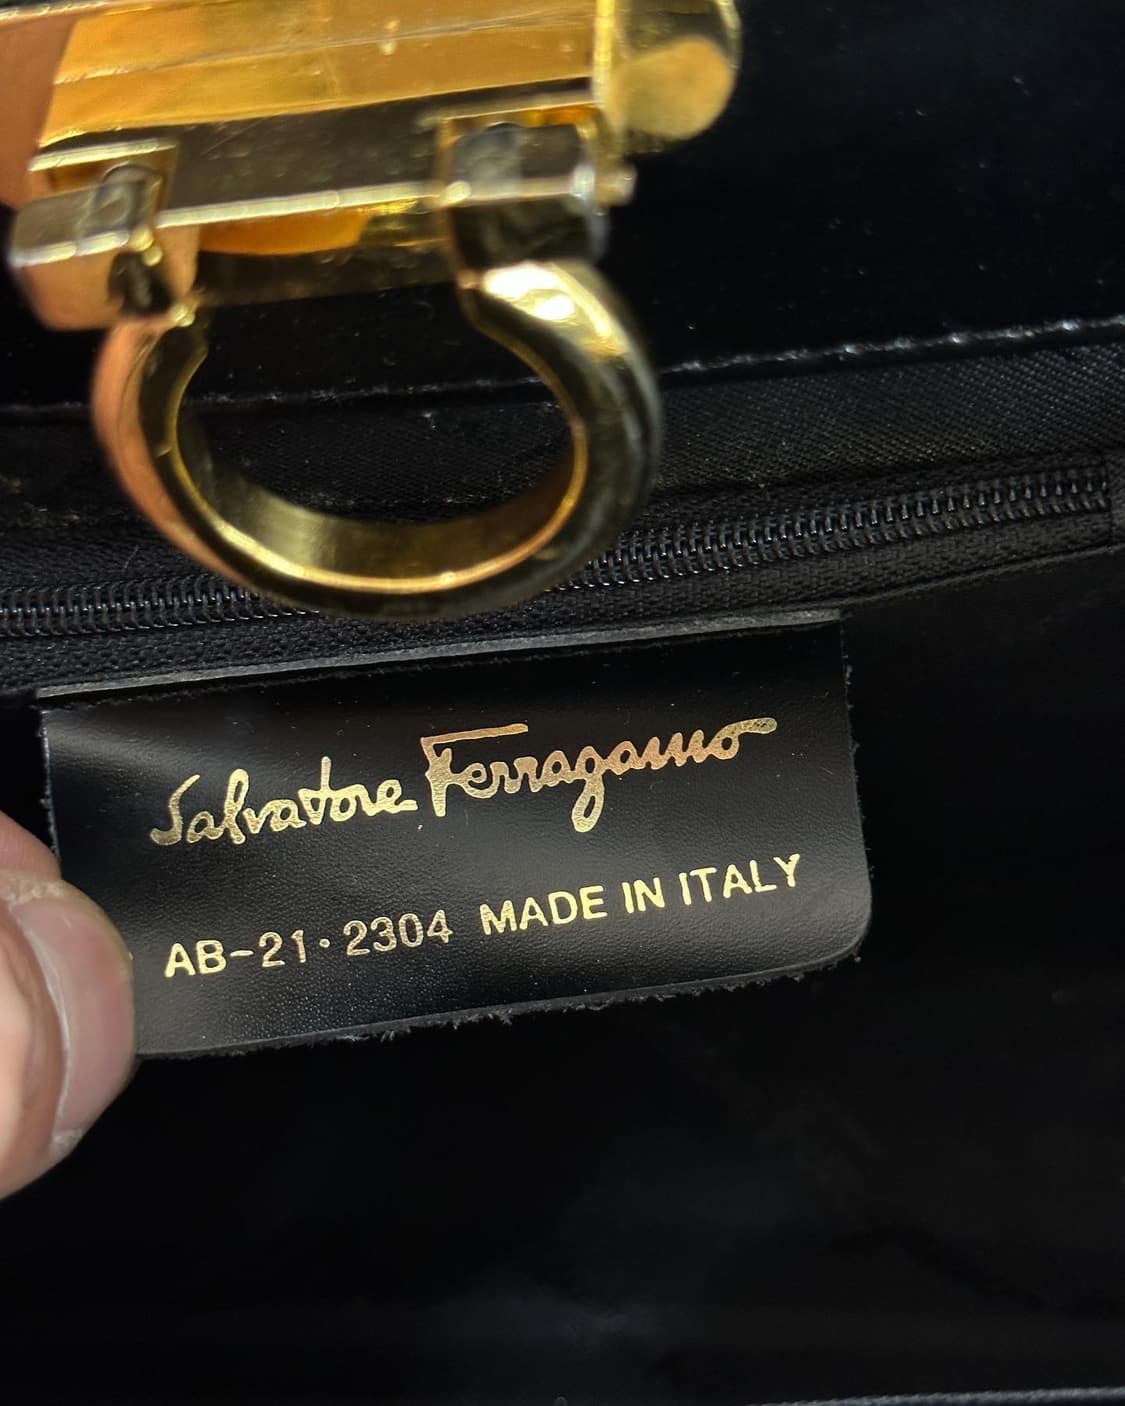 Salvatore Ferragamo
AB-21·2304 MADE IN ITALY